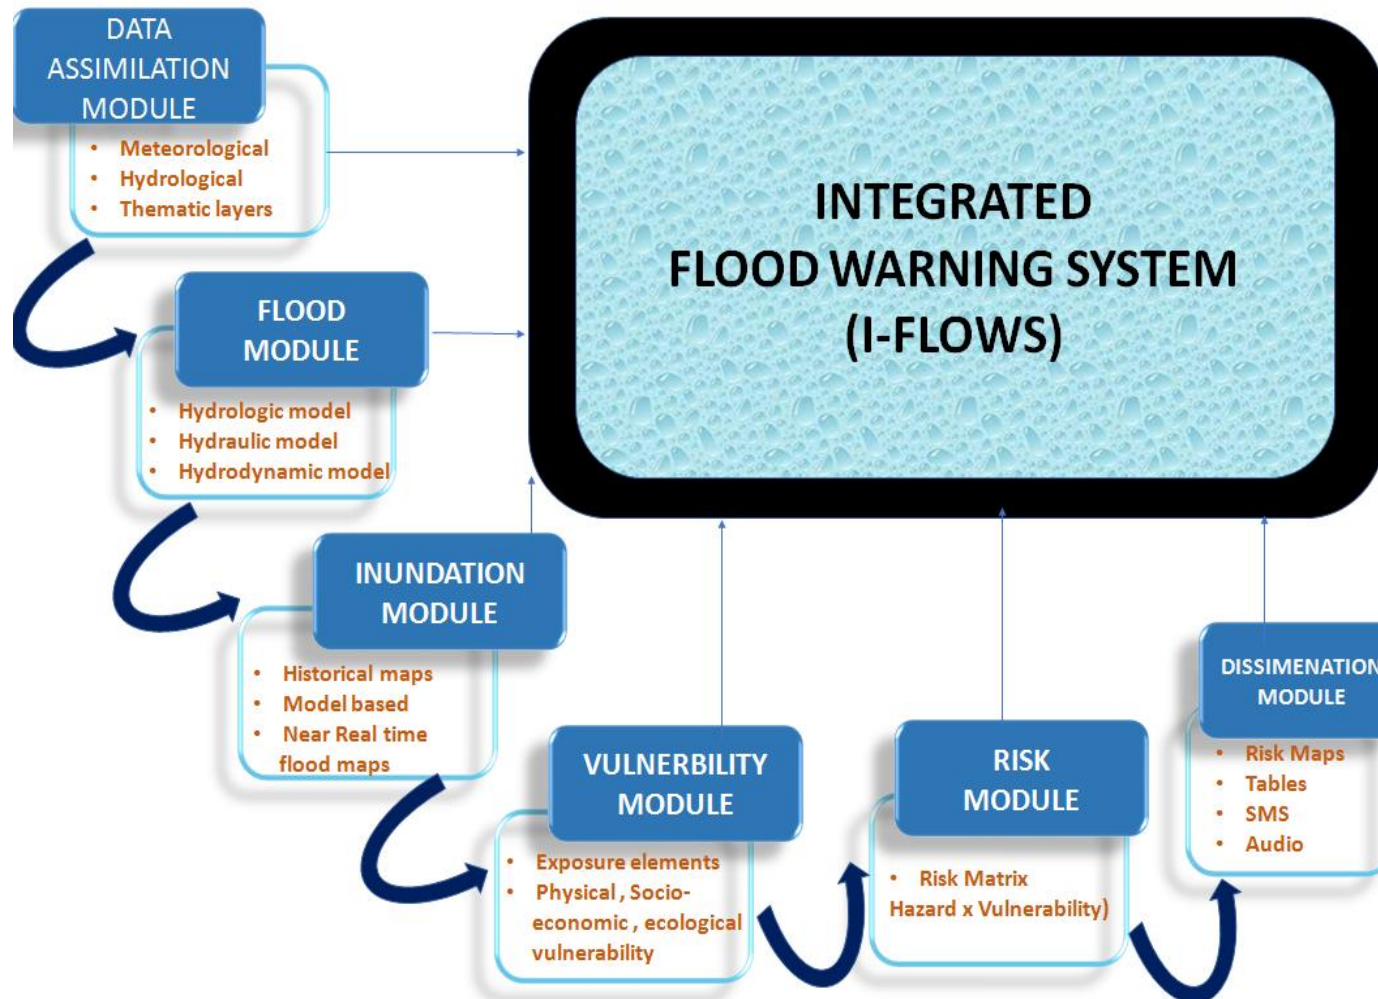 DATA
ASSIMILATION
MODULE
• Meteorological
• Hydrological
• Thematic layers
INTEGRATED
FLOOD WARNING SYSTEM
(I-FLOWS)
FLOOD
MODULE
• Hydrologic model
• Hydraulic model
• Hydrodynamic model
INUNDATION
MODULE
• Historical maps
• Model based
• Near Real time
flood maps
VULNERBILITY
MODULE
• Exposure elements
• Physical , Socio-
economic , ecological
vulnerability
RISK
MODULE
• Risk Matrix
Hazard x Vulnerability)
DISSIMENATION
MODULE
• Risk Maps
• Tables
• SMS
• Audio